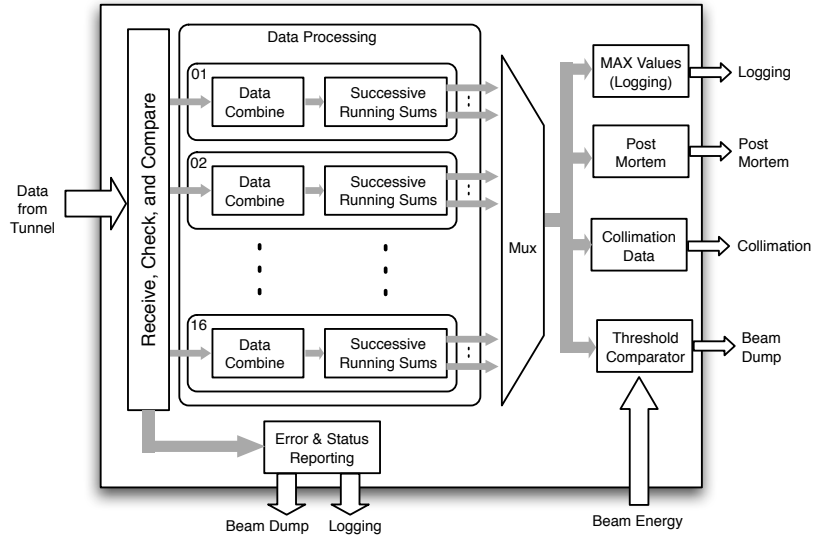 Data Processing
Data
from
Tunnel
Receive, Check, and Compare
01
Data
Combine
Successive
Running Sums
02
Data
Combine
Successive
Running Sums
16
Data
Combine
Successive
Running Sums
Mux
MAX Values
(Logging)
Logging
Post
Mortem
Post
Mortem
Collimation
Data
Collimation
Threshold
Comparator
Beam
Dump
Error & Status
Reporting
Beam Dump
Logging
Beam Energy